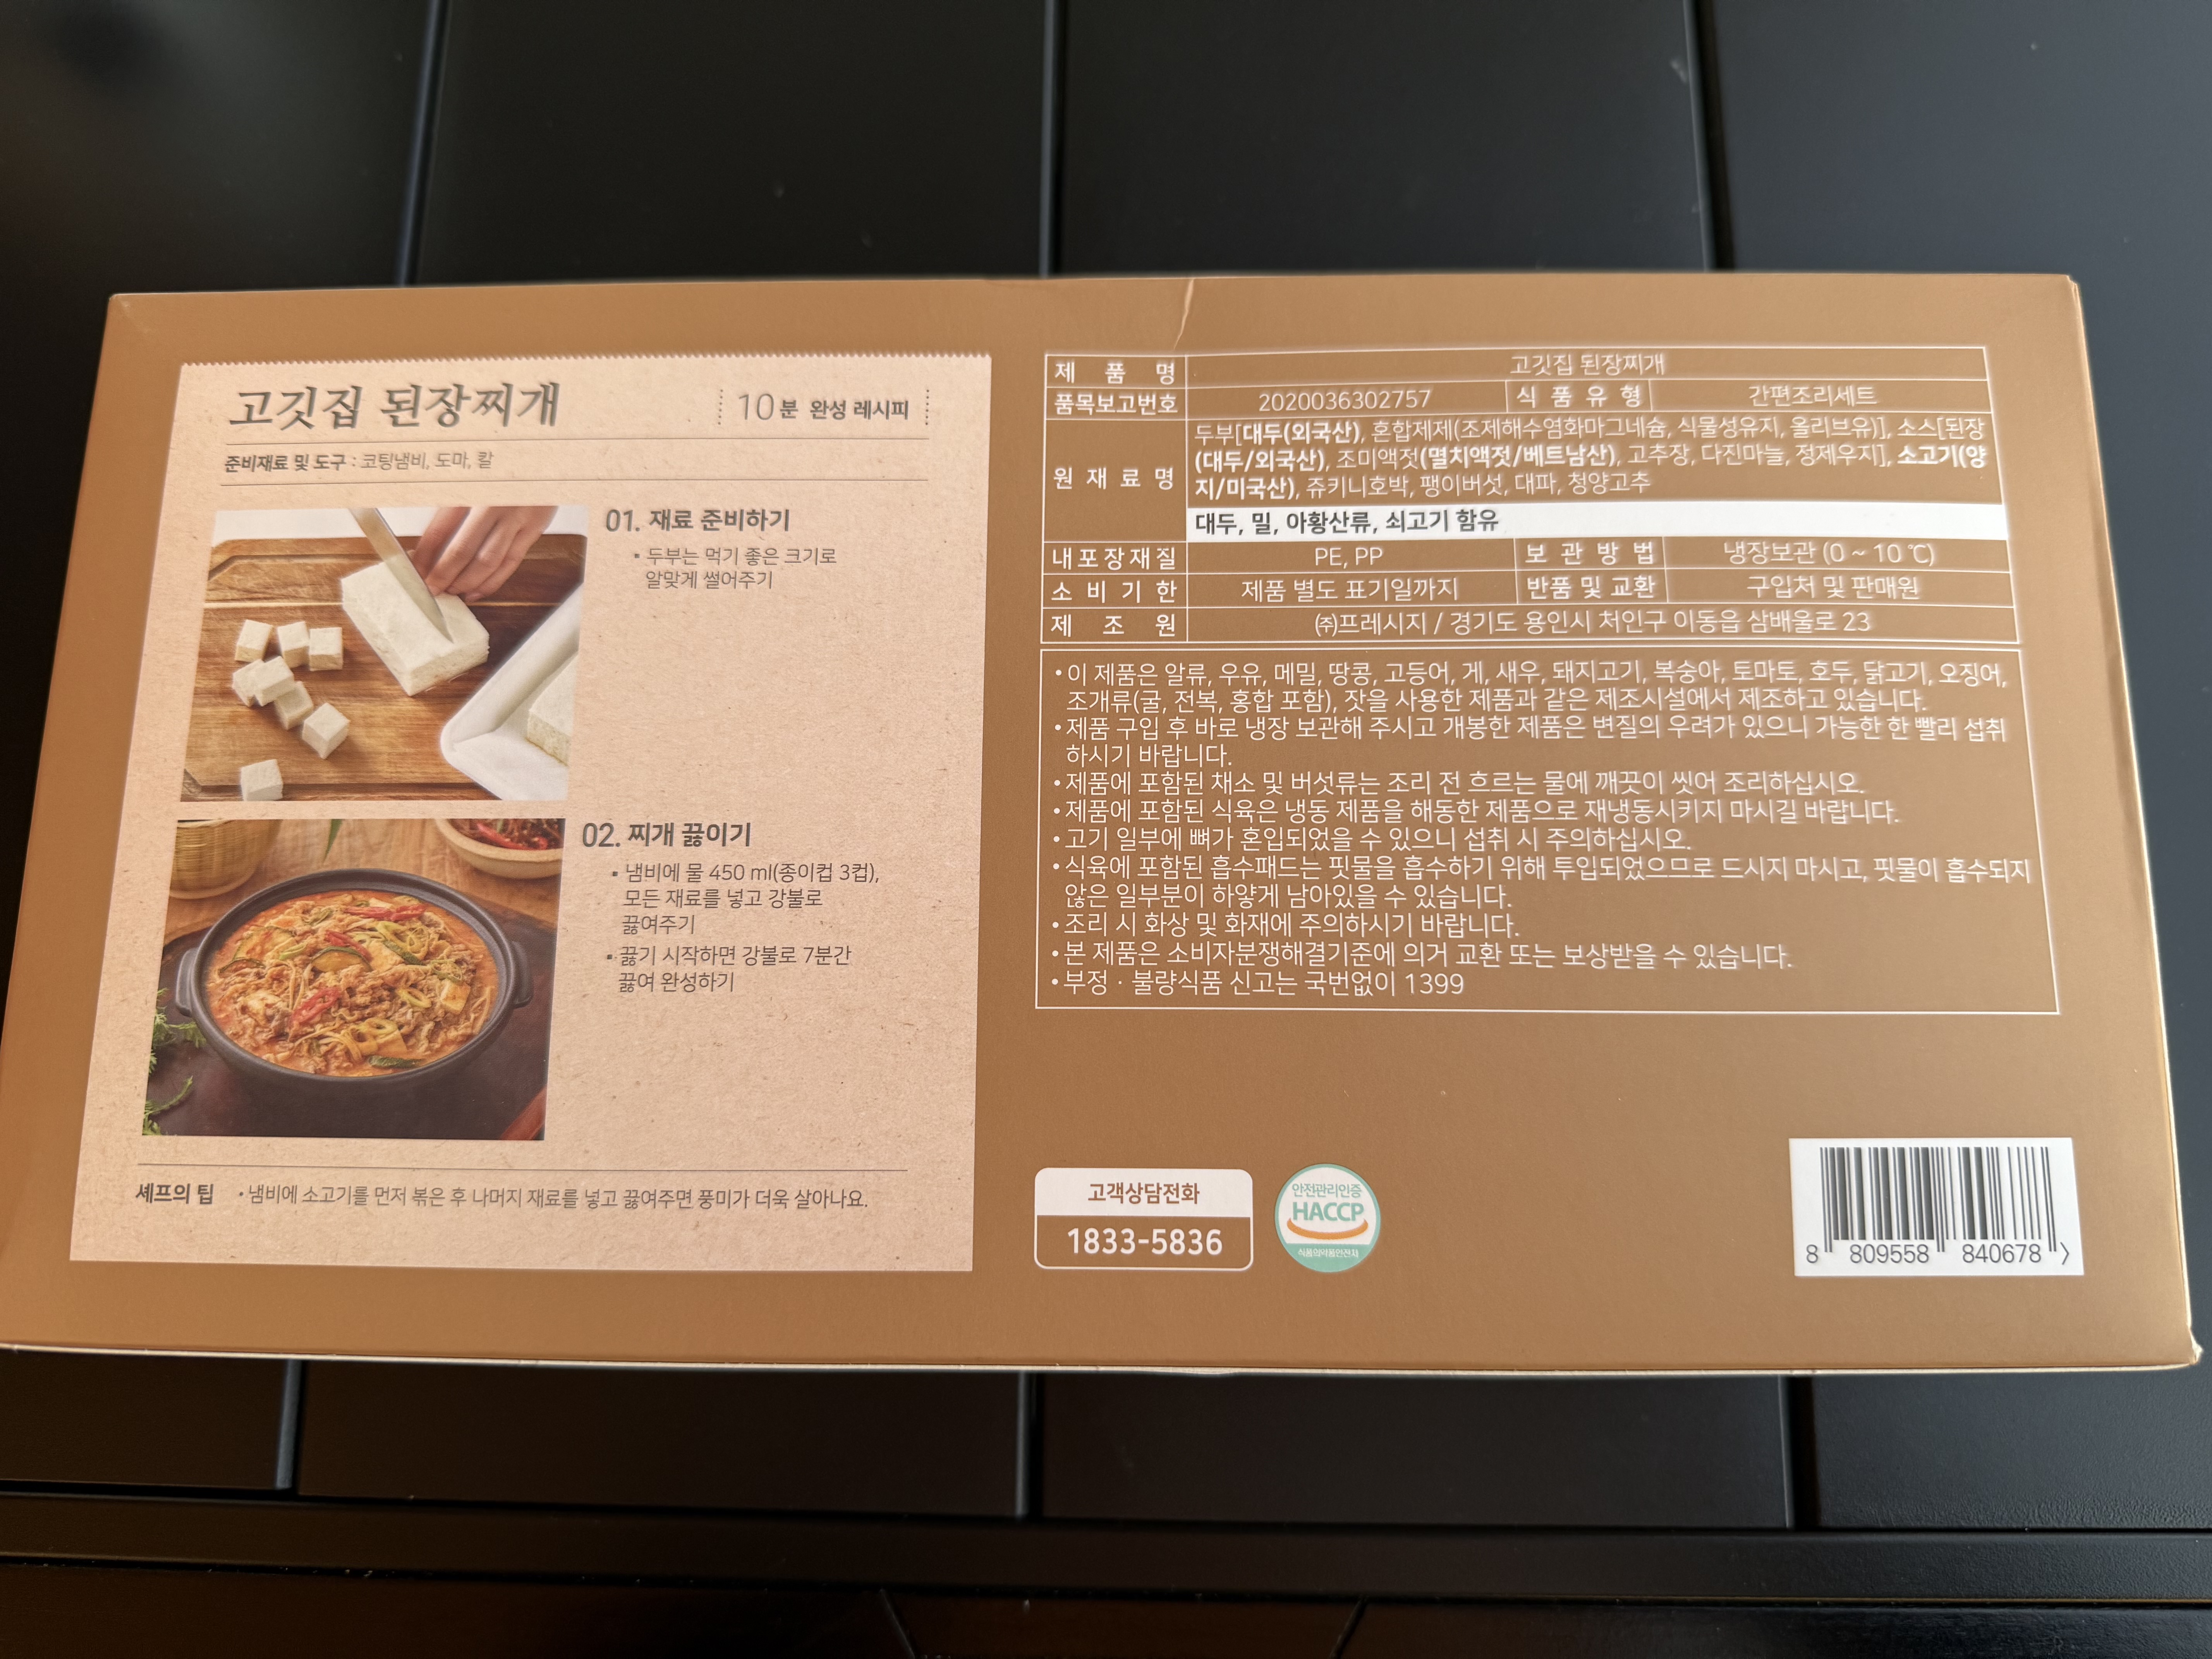 고깃집 된장찌개
10분 완성 레시피
준비재료 및 도구 : 코팅냄비, 도마, 칼
01. 재료 준비하기
▪ 두부는 먹기 좋은 크기로
알맞게 썰어주기
02. 찌개 끓이기
▪ 냄비에 물 450 ml(종이컵 3컵),
모든 재료를 넣고 강불로
끓여주기
▪ 끓기 시작하면 강불로 7분간
끓여 완성하기
셰프의 팁 • 냄비에 소고기를 먼저 볶은 후 나머지 재료를 넣고 끓여주면 풍미가 더욱 살아나요.
제 품 명 고깃집 된장찌개
품목보고번호 2020036302757 식 품 유 형 간편조리세트
원 재 료 명
두부[대두(외국산), 혼합제제(조제해수염화마그네슘, 식물성유지, 올리브유)], 소스[된장
(대두/외국산), 조미액젓(멸치액젓/베트남산), 고추장, 다진마늘, 정제우지], 소고기(양
지/미국산), 쥬키니호박, 팽이버섯, 대파, 청양고추
대두, 밀, 아황산류, 쇠고기 함유
내포장재질 PE, PP 보 관 방 법 냉장보관 (0 ~ 10 ℃)
소 비 기 한 제품 별도 표기일까지 반품 및 교환 구입처 및 판매원
제 조 원 ㈜프레시지 / 경기도 용인시 처인구 이동읍 삼배울로 23
• 이 제품은 알류, 우유, 메밀, 땅콩, 고등어, 게, 새우, 돼지고기, 복숭아, 토마토, 호두, 닭고기, 오징어,
조개류(굴, 전복, 홍합 포함), 잣을 사용한 제품과 같은 제조시설에서 제조하고 있습니다.
• 제품 구입 후 바로 냉장 보관해 주시고 개봉한 제품은 변질의 우려가 있으니 가능한 한 빨리 섭취
하시기 바랍니다.
• 제품에 포함된 채소 및 버섯류는 조리 전 흐르는 물에 깨끗이 씻어 조리하십시오.
• 제품에 포함된 식육은 냉동 제품을 해동한 제품으로 재냉동시키지 마시길 바랍니다.
• 고기 일부에 뼈가 혼입되었을 수 있으니 섭취 시 주의하십시오.
• 식육에 포함된 흡수패드는 핏물을 흡수하기 위해 투입되었으므로 드시지 마시고, 핏물이 흡수되지
않은 일부분이 하얗게 남아있을 수 있습니다.
• 조리 시 화상 및 화재에 주의하시기 바랍니다.
• 본 제품은 소비자분쟁해결기준에 의거 교환 또는 보상받을 수 있습니다.
• 부정 · 불량식품 신고는 국번없이 1399
고객상담전화
1833-5836
안전관리인증
HACCP
식품의약품안전처
8 809558 840678 >